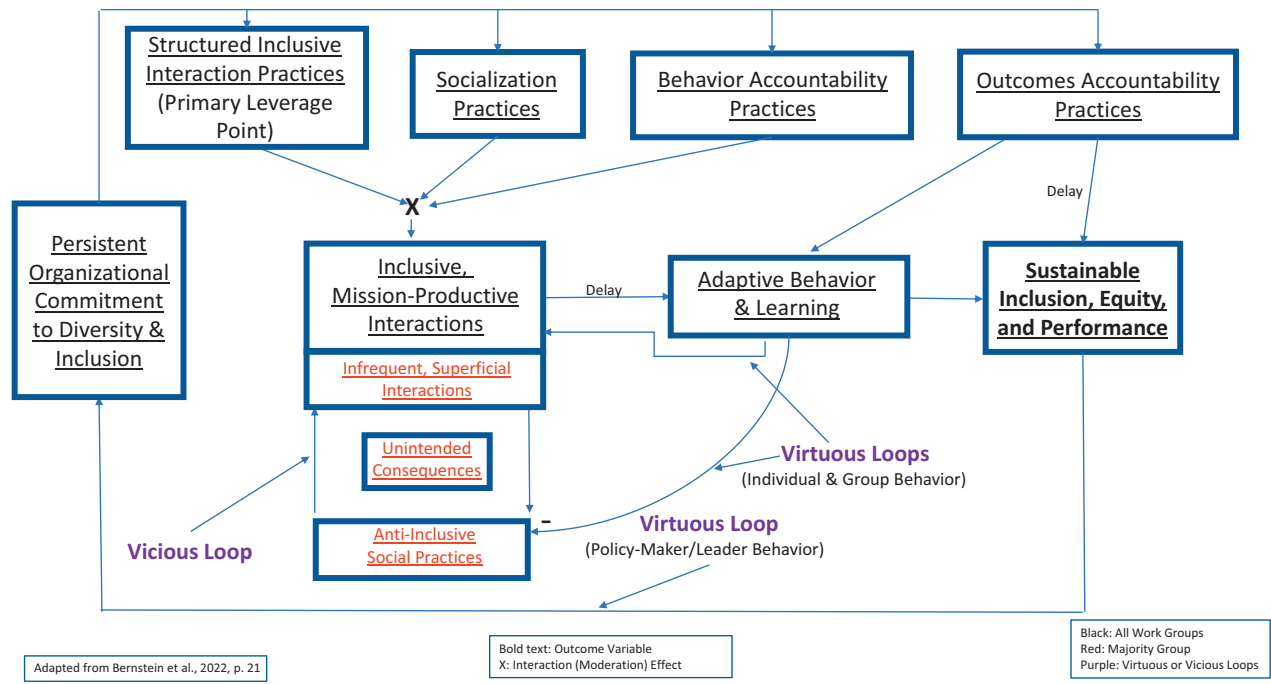 Structured Inclusive
Interaction Practices
(Primary Leverage
Point)
Socialization
Practices
Behavior Accountability
Practices
Outcomes Accountability
Practices
Delay
X
Persistent
Organizational
Commitment
to Diversity &
Inclusion
Inclusive,
Mission-Productive
Interactions
Delay
Adaptive Behavior
& Learning
Sustainable
Inclusion, Equity,
and Performance
Infrequent, Superficial
Interactions
Unintended
Consequences
Virtuous Loops
(Individual & Group Behavior)
Vicious Loop
–
Anti-Inclusive
Social Practices
Virtuous Loop
(Policy-Maker/Leader Behavior)
Adapted from Bernstein et al., 2022, p. 21
Bold text: Outcome Variable
X: Interaction (Moderation) Effect
Black: All Work Groups
Red: Majority Group
Purple: Virtuous or Vicious Loops